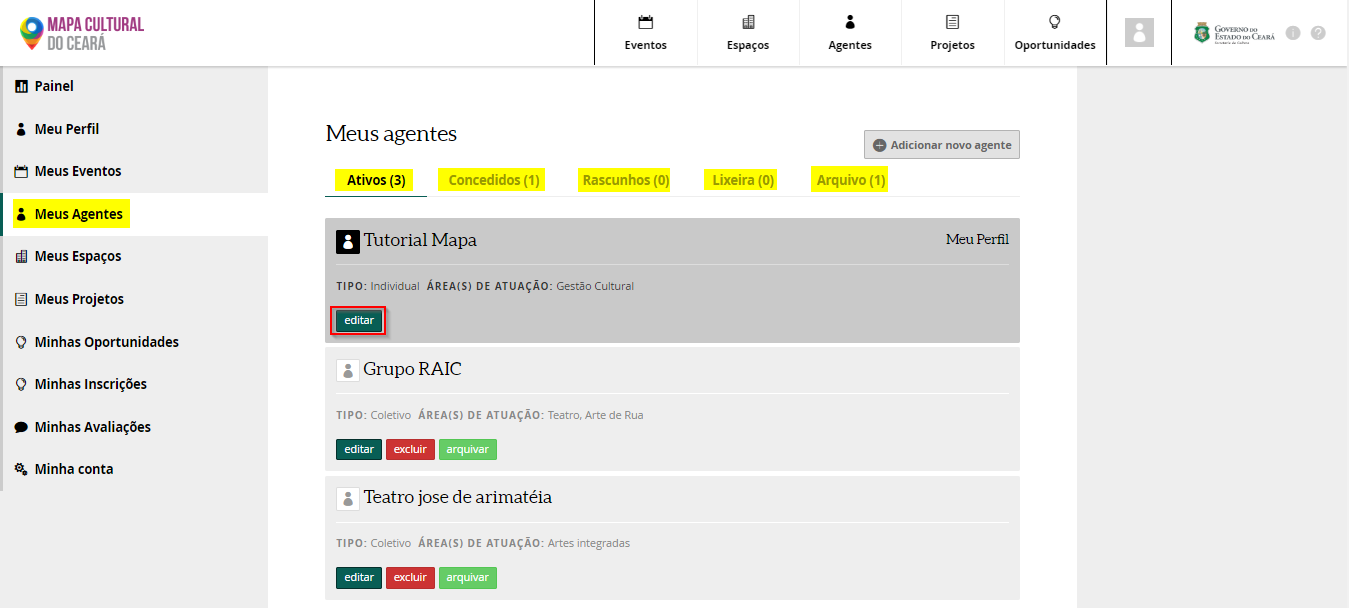 MAPA CULTURAL
DO CEARÁ
Eventos
Espaços
Agentes
Projetos
Oportunidades
GOVERNO DO
ESTADO DO CEARÁ
Secretaria da Cultura
i
?
Painel
Meu Perfil
Meus Eventos
Meus Agentes
Meus Espaços
Meus Projetos
Minhas Oportunidades
Minhas Inscrições
Minhas Avaliações
Minha conta
Meus agentes
Adicionar novo agente
Ativos (3)
Concedidos (1)
Rascunhos (0)
Lixeira (0)
Arquivo (1)
Tutorial Mapa
Meu Perfil
TIPO: Individual ÁREA(S) DE ATUAÇÃO: Gestão Cultural
editar
Grupo RAIC
TIPO: Coletivo ÁREA(S) DE ATUAÇÃO: Teatro, Arte de Rua
editar excluir arquivar
Teatro jose de arimatéia
TIPO: Coletivo ÁREA(S) DE ATUAÇÃO: Artes integradas
editar excluir arquivar